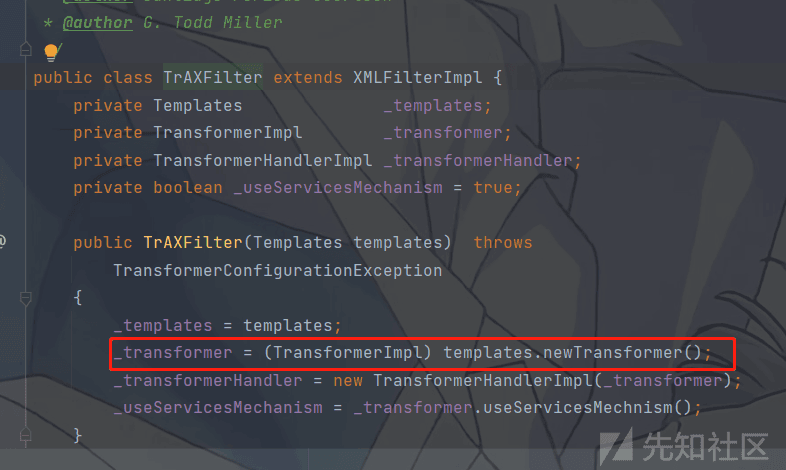 * @author G. Todd Miller
*/
public class TrAXFilter extends XMLFilterImpl {
private Templates _templates;
private TransformerImpl _transformer;
private TransformerHandlerImpl _transformerHandler;
private boolean _useServicesMechanism = true;
@
public TrAXFilter(Templates templates) throws
TransformerConfigurationException
{
_templates = templates;
_transformer = (TransformerImpl) templates.newTransformer();
_transformerHandler = new TransformerHandlerImpl(_transformer);
_useServicesMechanism = _transformer.useServicesMechnism();
}
先知社区